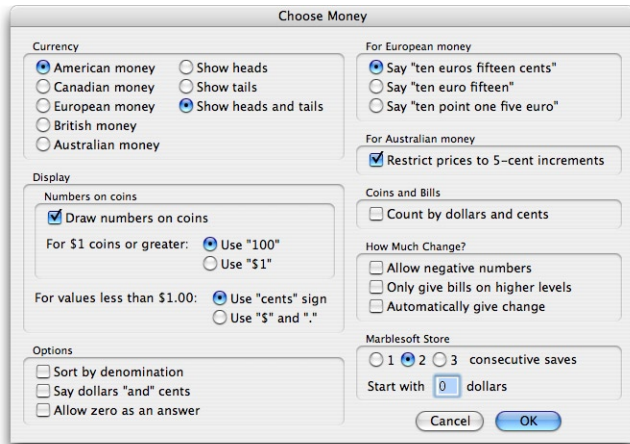 Choose Money
Currency
American money
Show heads
Canadian money
Show tails
European money
Show heads and tails
British money
Australian money
Display
Numbers on coins
Draw numbers on coins
For $1 coins or greater:
Use "100"
Use "$1"
For values less than $1.00:
Use "cents" sign
Use "$" and "."
Options
Sort by denomination
Say dollars "and" cents
Allow zero as an answer
For European money
Say "ten euros fifteen cents"
Say "ten euro fifteen"
Say "ten point one five euro"
For Australian money
Restrict prices to 5-cent increments
Coins and Bills
Count by dollars and cents
How Much Change?
Allow negative numbers
Only give bills on higher levels
Automatically give change
Marblesoft Store
1 2 3 consecutive saves
Start with 0 dollars
Cancel OK